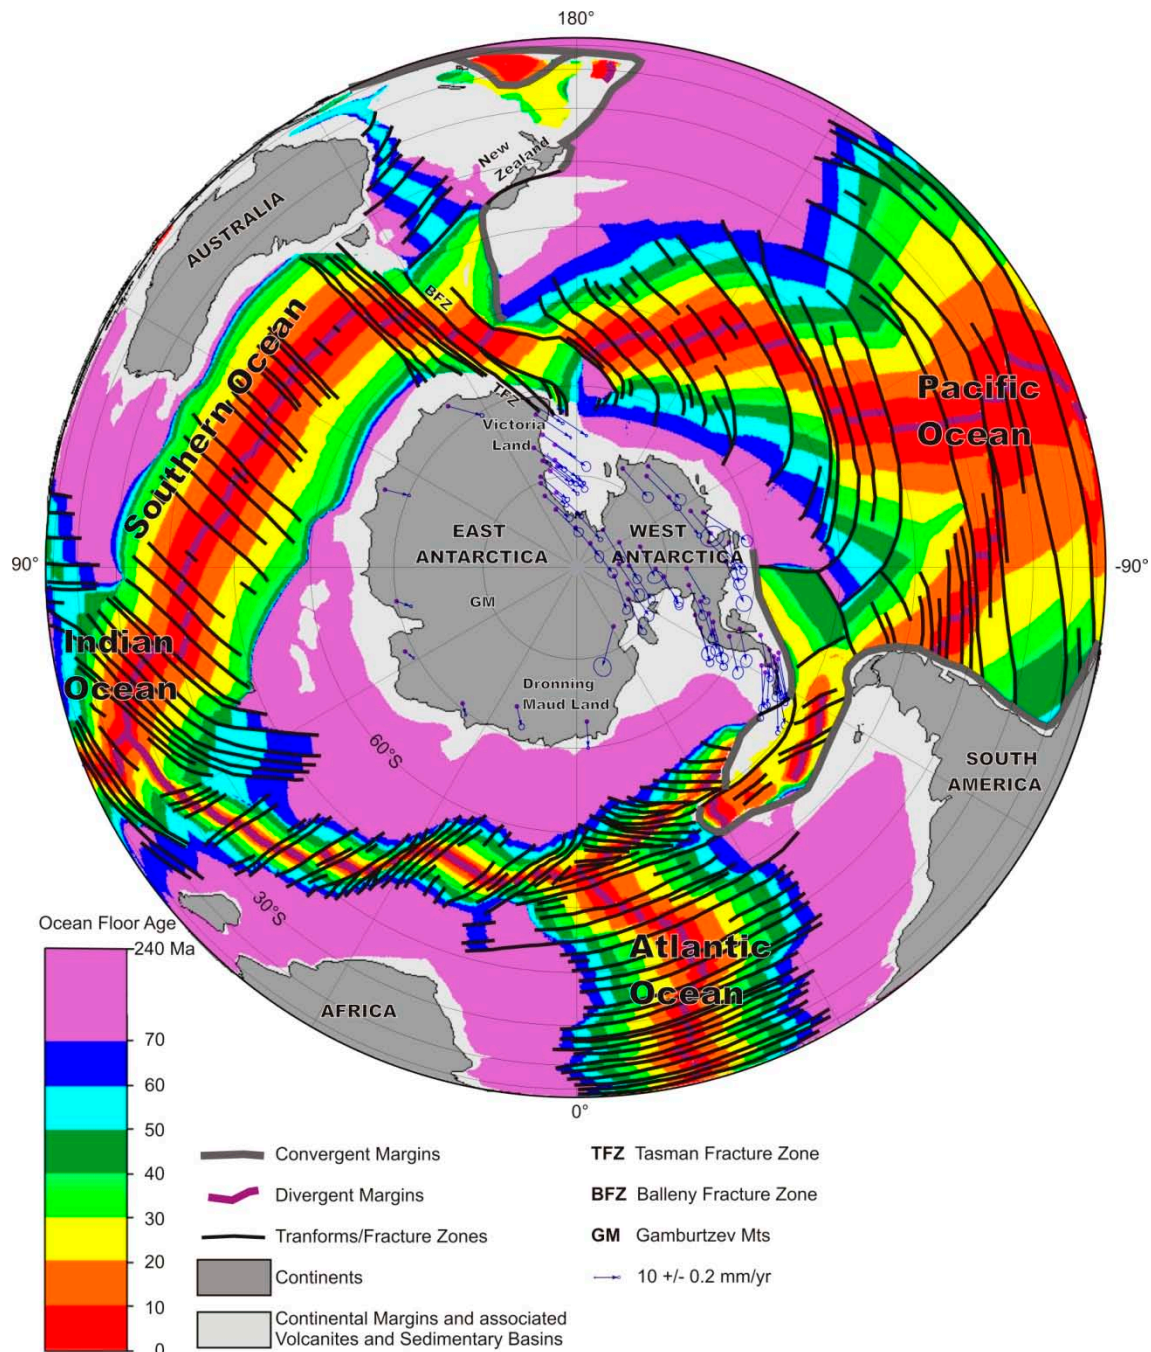 180°
New
Zealand
AUSTRALIA
BFZ
Southern Ocean
TFZ
Victoria
Land
Pacific
Ocean
EAST
ANTARCTICA
WEST
ANTARCTICA
90°
-90°
GM
Indian
Ocean
Dronning
Maud Land
60°S
SOUTH
AMERICA
30°S
Atlantic
Ocean
AFRICA
0°
Ocean Floor Age
240 Ma
70
60
50
40
30
20
10
0
Convergent Margins
Divergent Margins
Tranforms/Fracture Zones
Continents
Continental Margins and associated
Volcanites and Sedimentary Basins
TFZ Tasman Fracture Zone
BFZ Balleny Fracture Zone
GM Gamburtzev Mts
10 +/- 0.2 mm/yr